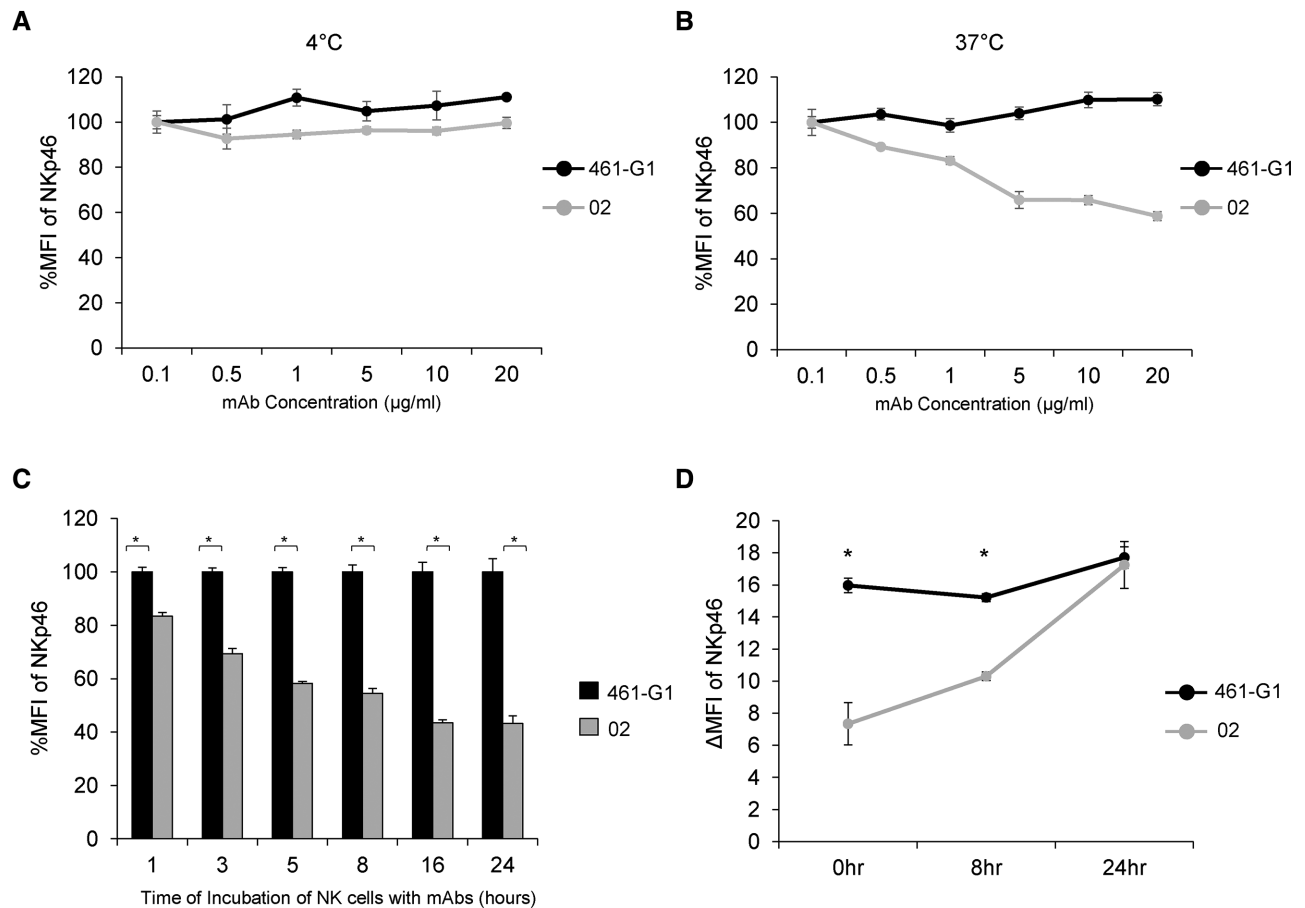 A
4°C
%MFI of NKp46
120
100
80
60
40
20
0
0.1 0.5 1 5 10 20
mAb Concentration (µg/ml)
461-G1
02
B
37°C
%MFI of NKp46
120
100
80
60
40
20
0
0.1 0.5 1 5 10 20
mAb Concentration (µg/ml)
461-G1
02
C
%MFI of NKp46
120
100
80
60
40
20
0
* * * * * *
1 3 5 8 16 24
Time of Incubation of NK cells with mAbs (hours)
461-G1
02
D
ΔMFI of NKp46
20
18
16
14
12
10
8
6
4
2
0
* *
0hr 8hr 24hr
461-G1
02